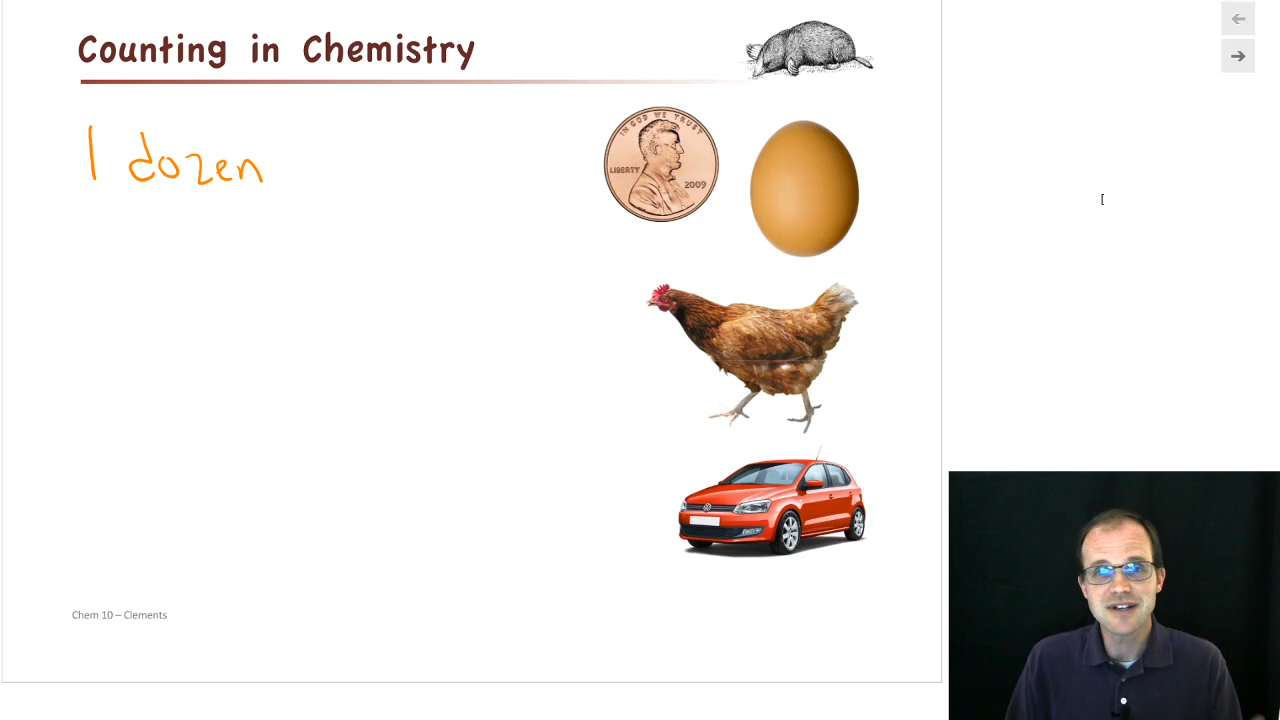 Counting in Chemistry
1 dozen
IN GOD WE TRUST
LIBERTY
2009
Chem 10 – Clements